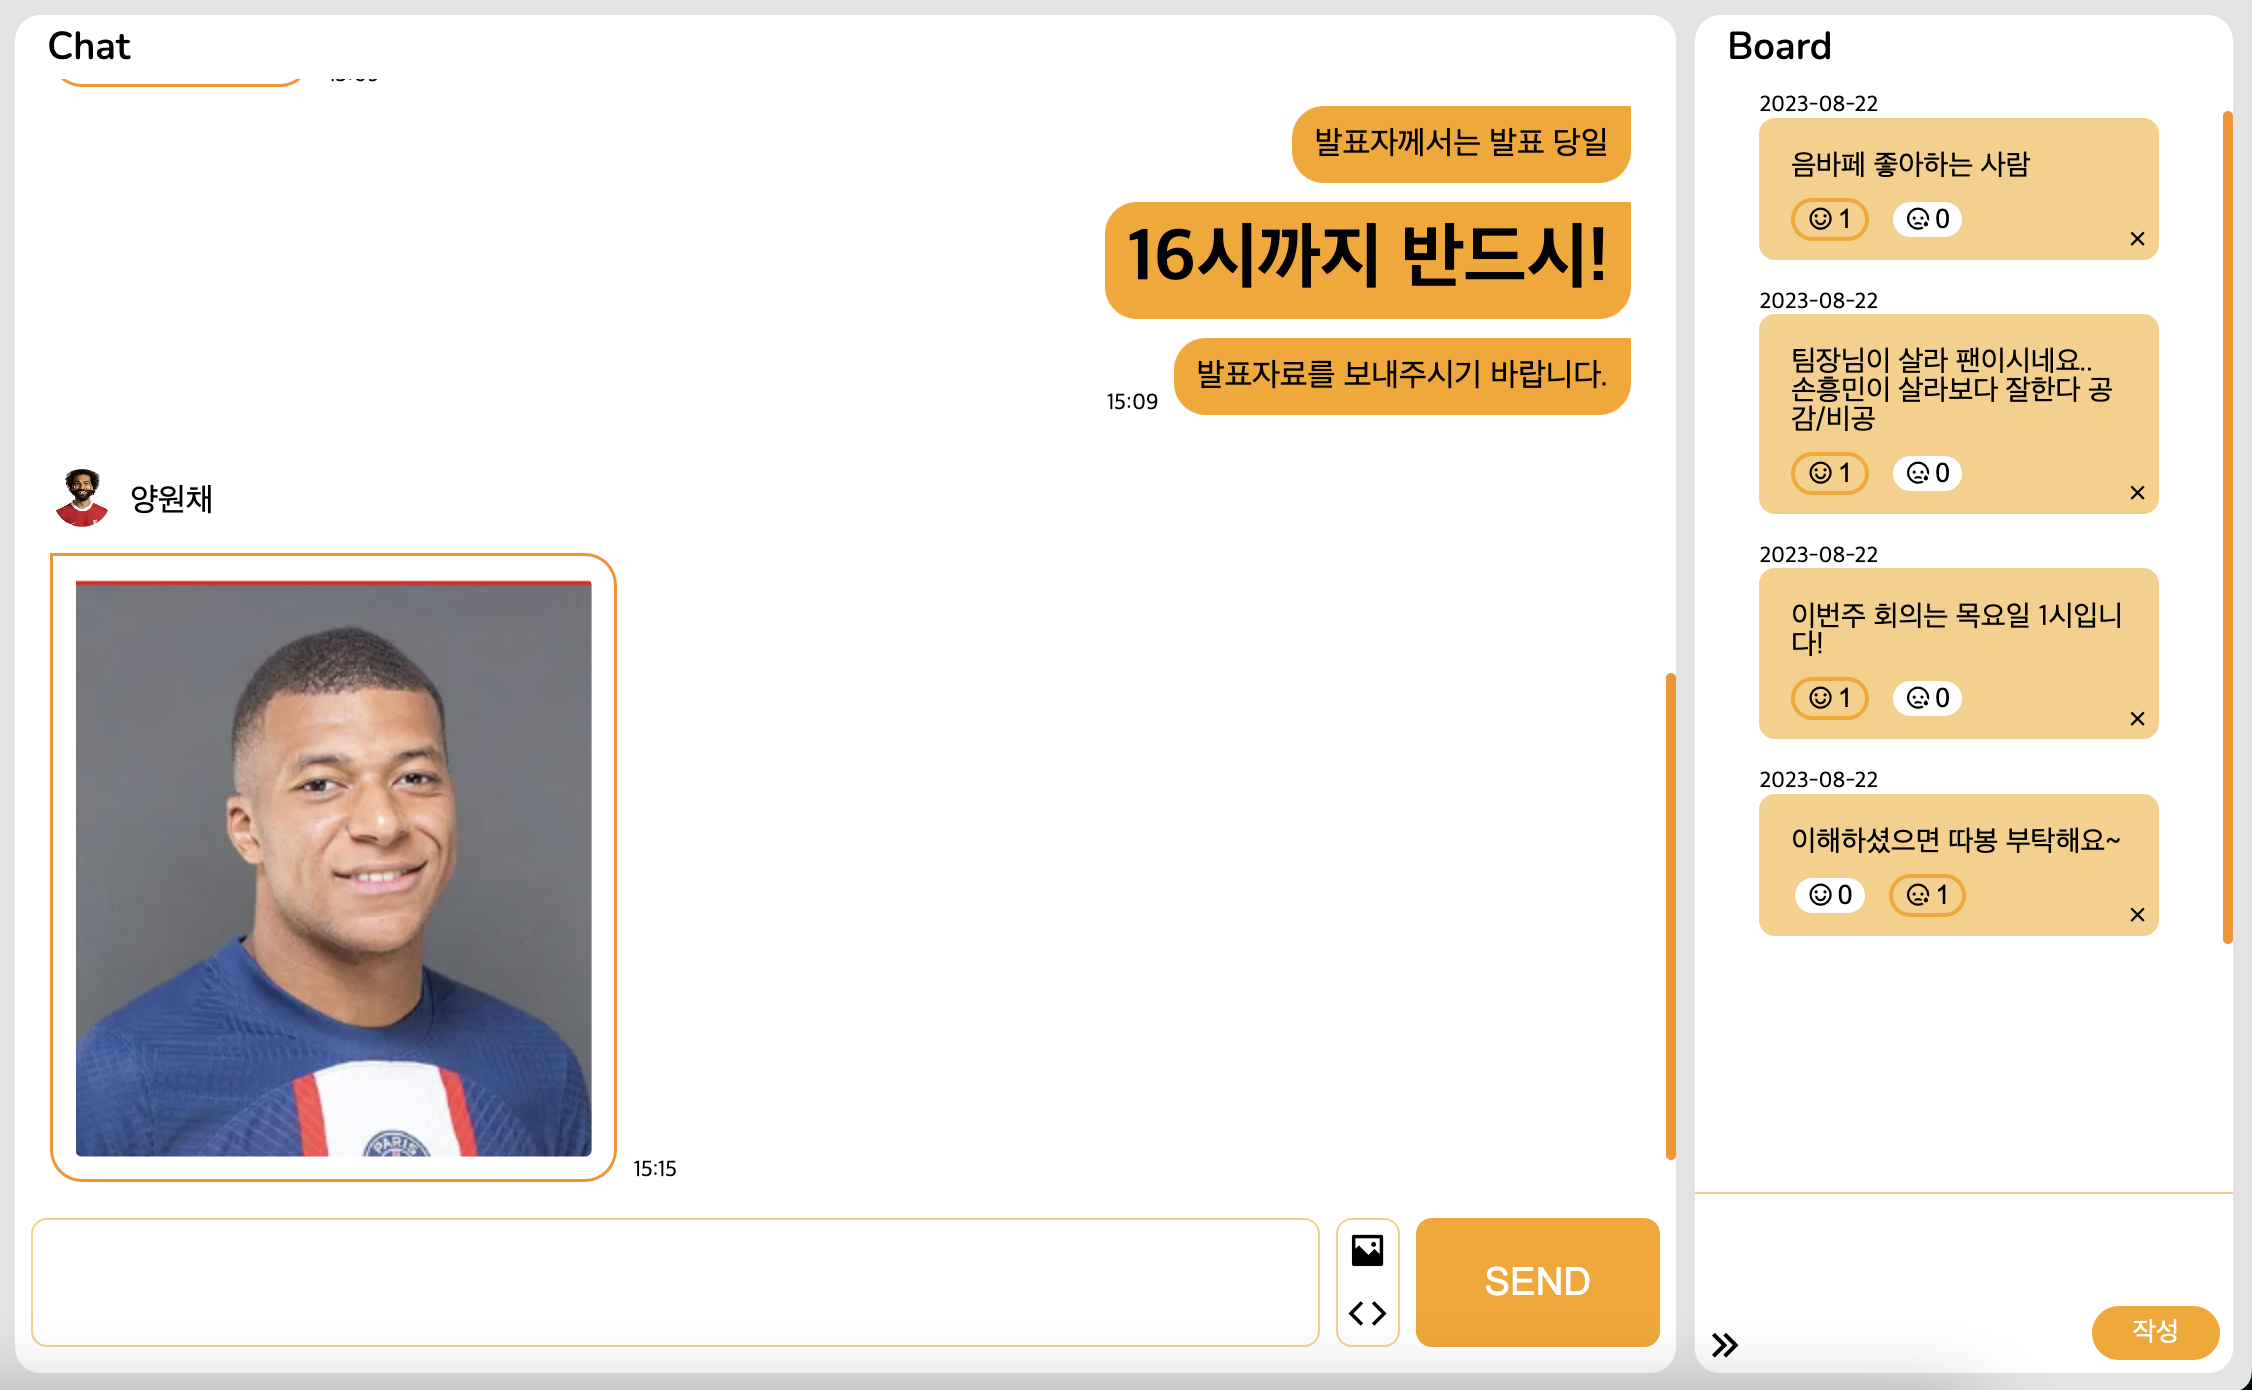 Chat
발표자께서는 발표 당일
16시까지 반드시!
발표자료를 보내주시기 바랍니다.
15:09
양원채
PARIS
15:15
SEND
Board
2023-08-22
음바페 좋아하는 사람
1 0
2023-08-22
팀장님이 살라 팬이시네요..
손흥민이 살라보다 잘한다 공
감/비공
1 0
2023-08-22
이번주 회의는 목요일 1시입니
다!
1 0
2023-08-22
이해하셨으면 따봉 부탁해요~
0 1
작성